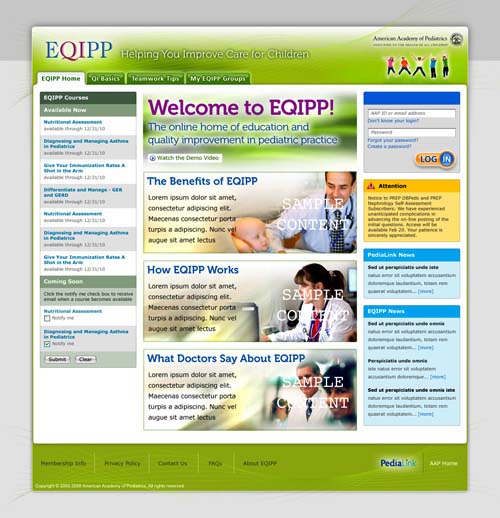 EQIPP
Helping You Improve Care for Children
American Academy of Pediatrics
DEDICATED TO THE HEALTH OF ALL CHILDREN
EQIPP Home
QI Basics
Teamwork Tips
My EQIPP Groups
EQIPP Courses
Available Now
Nutritional Assessment
available through 12/31/10
Diagnosing and Managing Asthma
in Pediatrics
available through 12/31/10
Give Your Immunization Rates A
Shot in the Arm
available through 12/31/10
Differentiate and Manage - GER
and GERD
available through 12/31/10
Nutritional Assessment
available through 12/31/10
Diagnosing and Managing Asthma
in Pediatrics
available through 12/31/10
Give Your Immunization Rates A
Shot in the Arm
available through 12/31/10
Coming Soon
Click the notify me check box to receive
email when a course becomes available
Nutritional Assessment
Notify me
Diagnosing and Managing Asthma
in Pediatrics
Notify me
Submit
Clear
Welcome to EQIPP!
The online home of education and
quality improvement in pediatric practice
Watch the Demo Video
The Benefits of EQIPP
Lorem ipsum dolor sit amet,
consectetur adipiscing elit.
Maecenas consectetur porta
turpis a adipiscing. Nunc vel
augue sit amet lectus
SAMPLE
CONTENT
How EQIPP Works
Lorem ipsum dolor sit amet,
consectetur adipiscing elit.
Maecenas consectetur porta
turpis a adipiscing. Nunc vel
augue sit amet lectus
SAMPLE
CONTENT
What Doctors Say About EQIPP
Lorem ipsum dolor sit amet,
consectetur adipiscing elit.
Maecenas consectetur porta
turpis a adipiscing. Nunc vel
augue sit amet lectus
SAMPLE
CONTENT
AAP ID or email address
Don't know your login?
Password
Forgot your password?
Create a password?
LOG IN
Attention
Notice to PREP OBPeds and PREP
Nephrology Self Assessment
Subscribers: We have experienced
unanticipated complications in
advancing the on-line posting of the
initial questions. Access will be
available Feb 20. Your patience is
sincerely appreciated.
PediaLink News
Sed ut perspiciatis unde iste
natus error sit voluptatem accusantium
doloremque laudantium, totam rem
quaerat voluptatem... [more]
EQIPP News
Sed ut perspiciatis unde omnis
iste natus error sit voluptatem
accusantium doloremque laudantium,
totam rem quaerat voluptatem... [more]
Perspiciatis unde omnis
iste natus error sit voluptatem
accusantium doloremque... [more]
Sed ut perspiciatis unde omnis iste
natus error sit voluptatem accusantium
doloremque laudantium, totam rem
quaerat voluptatem... [more]
Membership Info
Privacy Policy
Contact Us
FAQs
About EQIPP
PediaLink
AAP Home
Copyright © 2001-2009 American Academy of Pediatrics, All rights reserved.